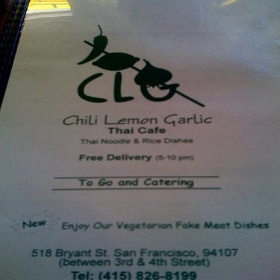 CLG
Chili Lemon Garlic
Thai Cafe
Thai Noodle & Rice Dishes
Free Delivery (5-10 pm)
To Go and Catering
New Enjoy Our Vegetarian Fake Meat Dishes
518 Bryant St. San Francisco, 94107
(between 3rd & 4th Street)
Tel: (415) 826-8199